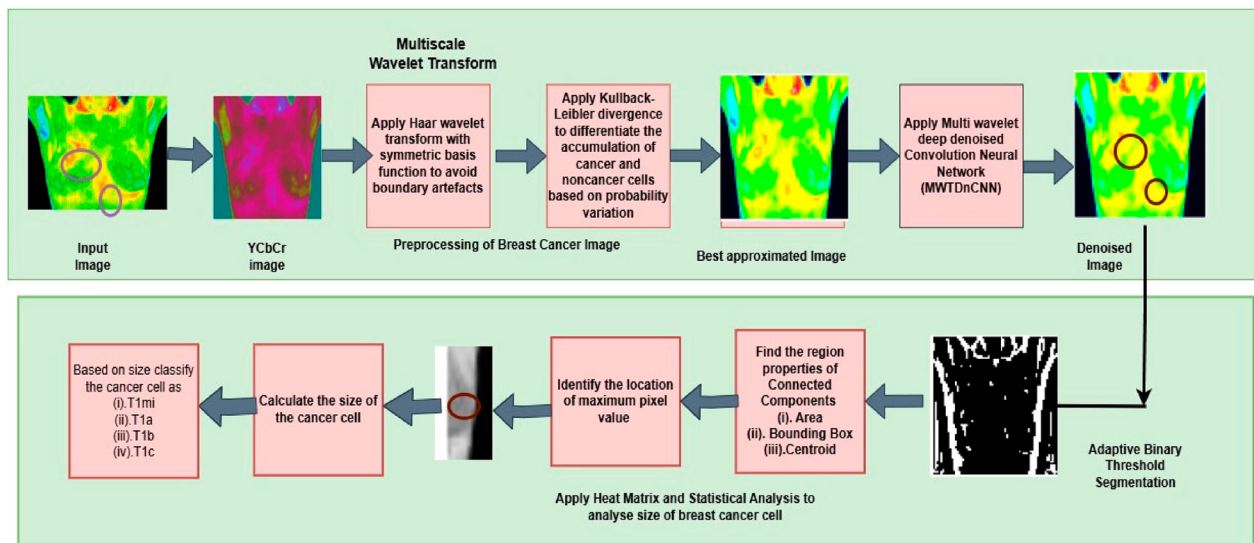 Multiscale
Wavelet Transform
Input
Image
YCbCr
image
Apply Haar wavelet
transform with
symmetric basis
function to avoid
boundary artefacts
Apply Kullback-
Leibler divergence
to differentiate the
accumulation of
cancer and
noncancer cells
based on probability
variation
Preprocessing of Breast Cancer Image
Best approximated Image
Apply Multi wavelet
deep denoised
Convolution Neural
Network
(MWTDnCNN)
Denoised
Image
Adaptive Binary
Threshold
Segmentation
Find the region
properties of
Connected
Components
(i). Area
(ii). Bounding Box
(iii).Centroid
Identify the location
of maximum pixel
value
Calculate the size of
the cancer cell
Based on size classify
the cancer cell as
(i).T1mi
(ii).T1a
(iii).T1b
(iv).T1c
Apply Heat Matrix and Statistical Analysis to
analyse size of breast cancer cell